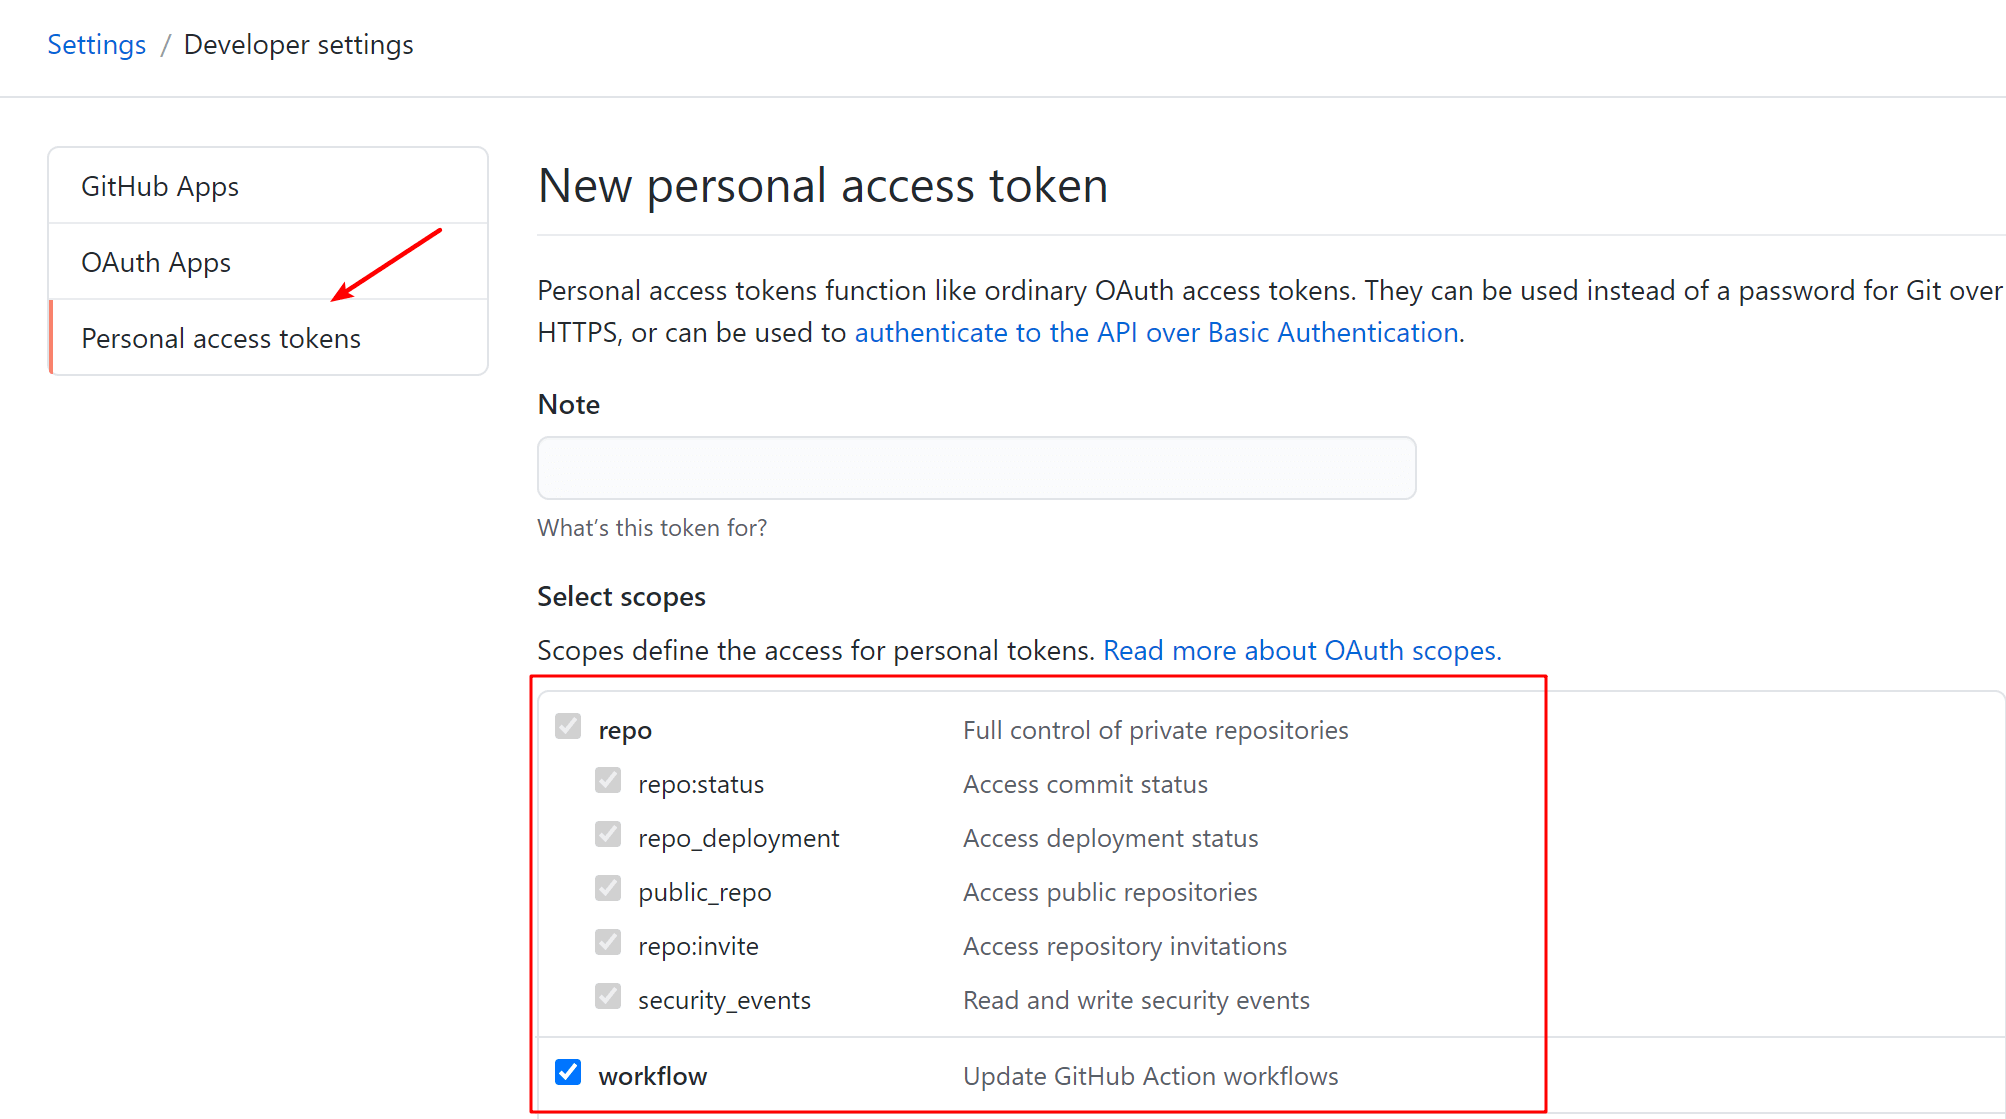 Settings / Developer settings
GitHub Apps
OAuth Apps
Personal access tokens
New personal access token
Personal access tokens function like ordinary OAuth access tokens. They can be used instead of a password for Git over
HTTPS, or can be used to authenticate to the API over Basic Authentication.
Note
What's this token for?
Select scopes
Scopes define the access for personal tokens. Read more about OAuth scopes.
repo Full control of private repositories
repo:status Access commit status
repo_deployment Access deployment status
public_repo Access public repositories
repo:invite Access repository invitations
security_events Read and write security events
workflow Update GitHub Action workflows